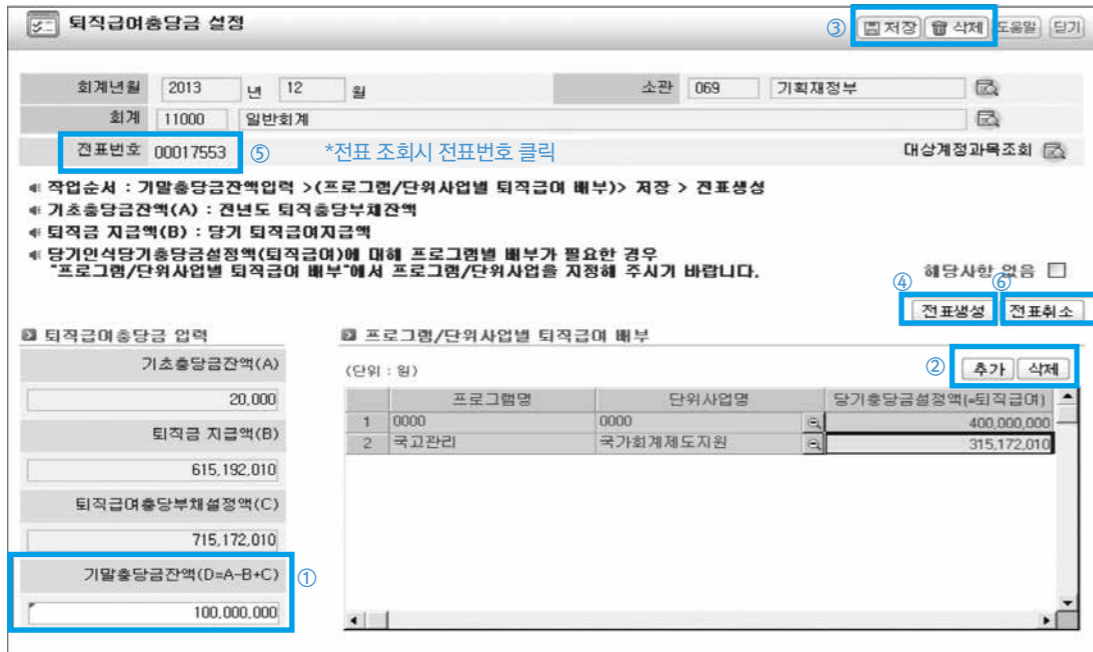 퇴직급여충당금 설정
③ 저장 삭제 도움말 닫기
회계년월 2013 년 12 월 소관 069 기획재정부
회계 11000 일반회계
전표번호 00017553 ⑤ *전표 조회시 전표번호 클릭 대상계정과목조회
작업순서 : 기말충당금잔액입력 >(프로그램/단위사업별 퇴직급여 배부)> 저장 > 전표생성
기초충당금잔액(A) : 전년도 퇴직충당부채잔액
퇴직금 지급액(B) : 당기 퇴직급여지급액
당기인식당기충당금설정액(퇴직급여)에 대해 프로그램별 배부가 필요한 경우
"프로그램/단위사업별 퇴직급여 배부"에서 프로그램/단위사업을 지정해 주시기 바랍니다.
해당사항 없음
④ ⑥
전표생성 전표취소
퇴직급여충당금 입력 프로그램/단위사업별 퇴직급여 배부
기초충당금잔액(A)
(단위 : 원) ② 추가 삭제
20,000
프로그램명 단위사업명 당기충당금설정액(=퇴직급여)
1 0000 0000 400,000,000
2 국고관리 국가회계제도지원 315,172,010
퇴직금 지급액(B)
615,192,010
퇴직급여충당부채설정액(C)
715,172,010
기말충당금잔액(D=A-B+C) ①
100,000,000